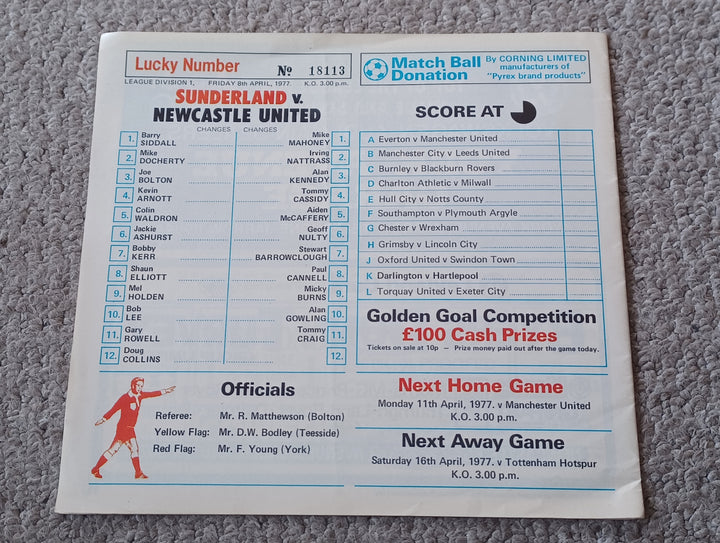 Lucky Number Nº 18113
LEAGUE DIVISION 1, FRIDAY 8th APRIL, 1977. K.O. 3.00 p.m.
SUNDERLAND v.
NEWCASTLE UNITED
CHANGES CHANGES
1. Barry SIDDALL Mike MAHONEY 1.
2. Mike DOCHERTY Irving NATTRASS 2.
3. Joe BOLTON Alan KENNEDY 3.
4. Kevin ARNOTT Tommy CASSIDY 4.
5. Colin WALDRON Aiden McCAFFERY 5.
6. Jackie ASHURST Geoff NULTY 6.
7. Bobby KERR Stewart BARROWCLOUGH 7.
8. Shaun ELLIOTT Paul CANNELL 8.
9. Mel HOLDEN Micky BURNS 9.
10. Bob LEE Alan GOWLING 10.
11. Gary ROWELL Tommy CRAIG 11.
12. Doug COLLINS 12.
Officials
Referee: Mr. R. Matthewson (Bolton)
Yellow Flag: Mr. D.W. Bodley (Teesside)
Red Flag: Mr. F. Young (York)
Match Ball Donation
By CORNING LIMITED
manufacturers of
"Pyrex brand products"
SCORE AT
A Everton v Manchester United
B Manchester City v Leeds United
C Burnley v Blackburn Rovers
D Charlton Athletic v Milwall
E Hull City v Notts County
F Southampton v Plymouth Argyle
G Chester v Wrexham
H Grimsby v Lincoln City
J Oxford United v Swindon Town
K Darlington v Hartlepool
L Torquay United v Exeter City
Golden Goal Competition
£100 Cash Prizes
Tickets on sale at 10p — Prize money paid out after the game today.
Next Home Game
Monday 11th April, 1977. v Manchester United
K.O. 3.00 p.m.
Next Away Game
Saturday 16th April, 1977. v Tottenham Hotspur
K.O. 3.00 p.m.